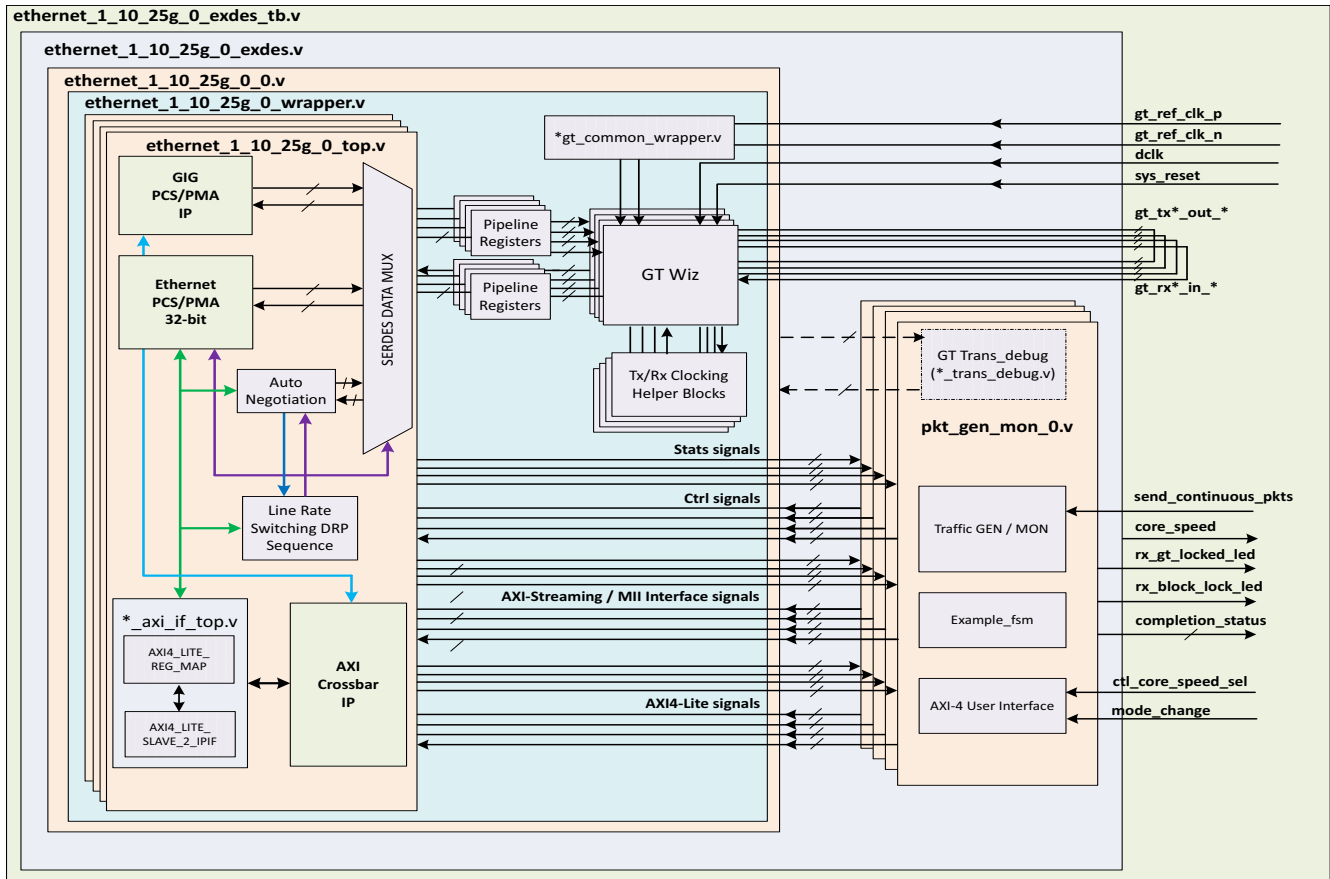 ethernet_1_10_25g_0_exdes_tb.v
ethernet_1_10_25g_0_exdes.v
ethernet_1_10_25g_0_0.v
ethernet_1_10_25g_0_wrapper.v
ethernet_1_10_25g_0_top.v
GIG
PCS/PMA
IP
Ethernet
PCS/PMA
32-bit
SERDES DATA MUX
Auto
Negotiation
Line Rate
Switching DRP
Sequence
*_axi_if_top.v
AXI4_LITE_
REG_MAP
AXI4_LITE_
SLAVE_2_IPIF
AXI
Crossbar
IP
*gt_common_wrapper.v
Pipeline
Registers
Pipeline
Registers
GT Wiz
Tx/Rx Clocking
Helper Blocks
Stats signals
Ctrl signals
AXI-Streaming / MII Interface signals
AXI4-Lite signals
GT Trans_debug
(*_trans_debug.v)
pkt_gen_mon_0.v
Traffic GEN / MON
Example_fsm
AXI-4 User Interface
gt_ref_clk_p
gt_ref_clk_n
dclk
sys_reset
gt_tx*_out_*
gt_rx*_in_*
send_continuous_pkts
core_speed
rx_gt_locked_led
rx_block_lock_led
completion_status
ctl_core_speed_sel
mode_change